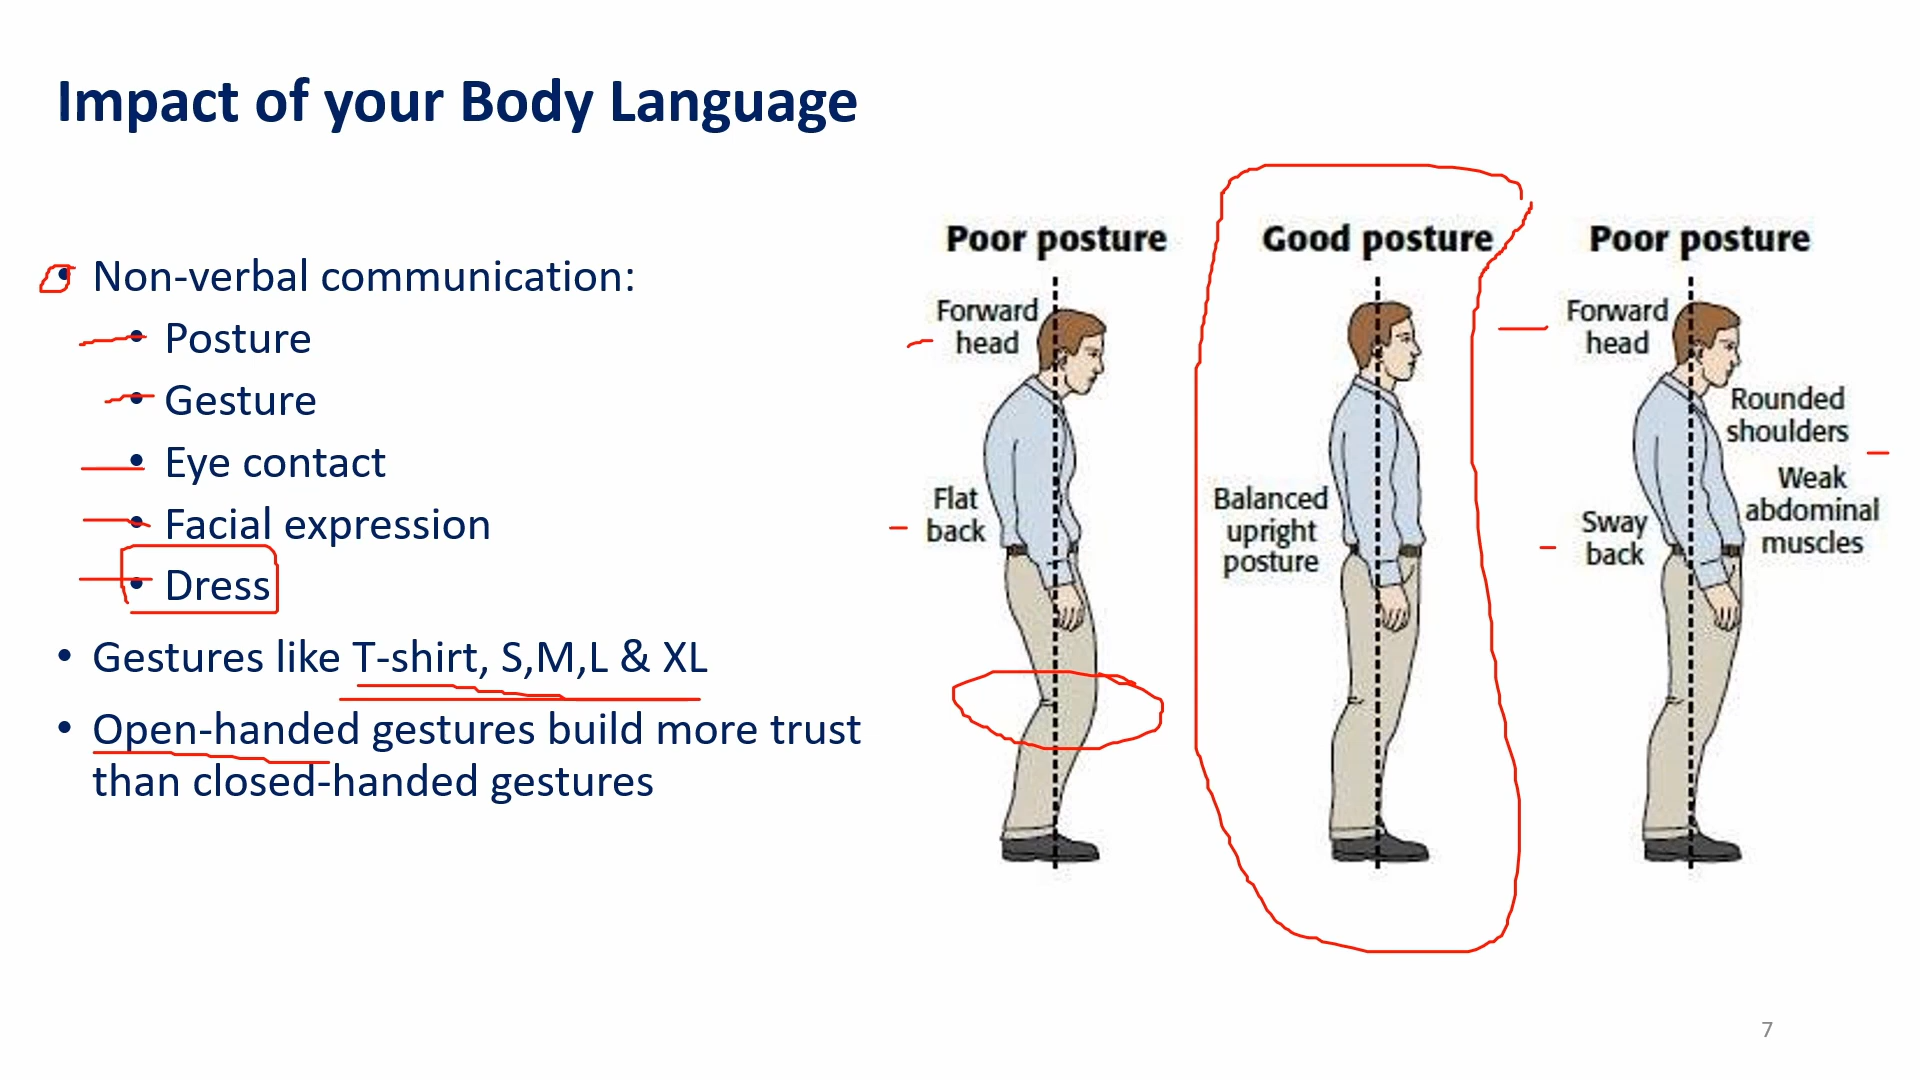 Impact of your Body Language
• Non-verbal communication:
• Posture
• Gesture
• Eye contact
• Facial expression
• Dress
• Gestures like T-shirt, S,M,L & XL
• Open-handed gestures build more trust
than closed-handed gestures
Poor posture
Forward
head
Flat
back
Good posture
Balanced
upright
posture
Poor posture
Forward
head
Rounded
shoulders
Weak
abdominal
muscles
Sway
back
7